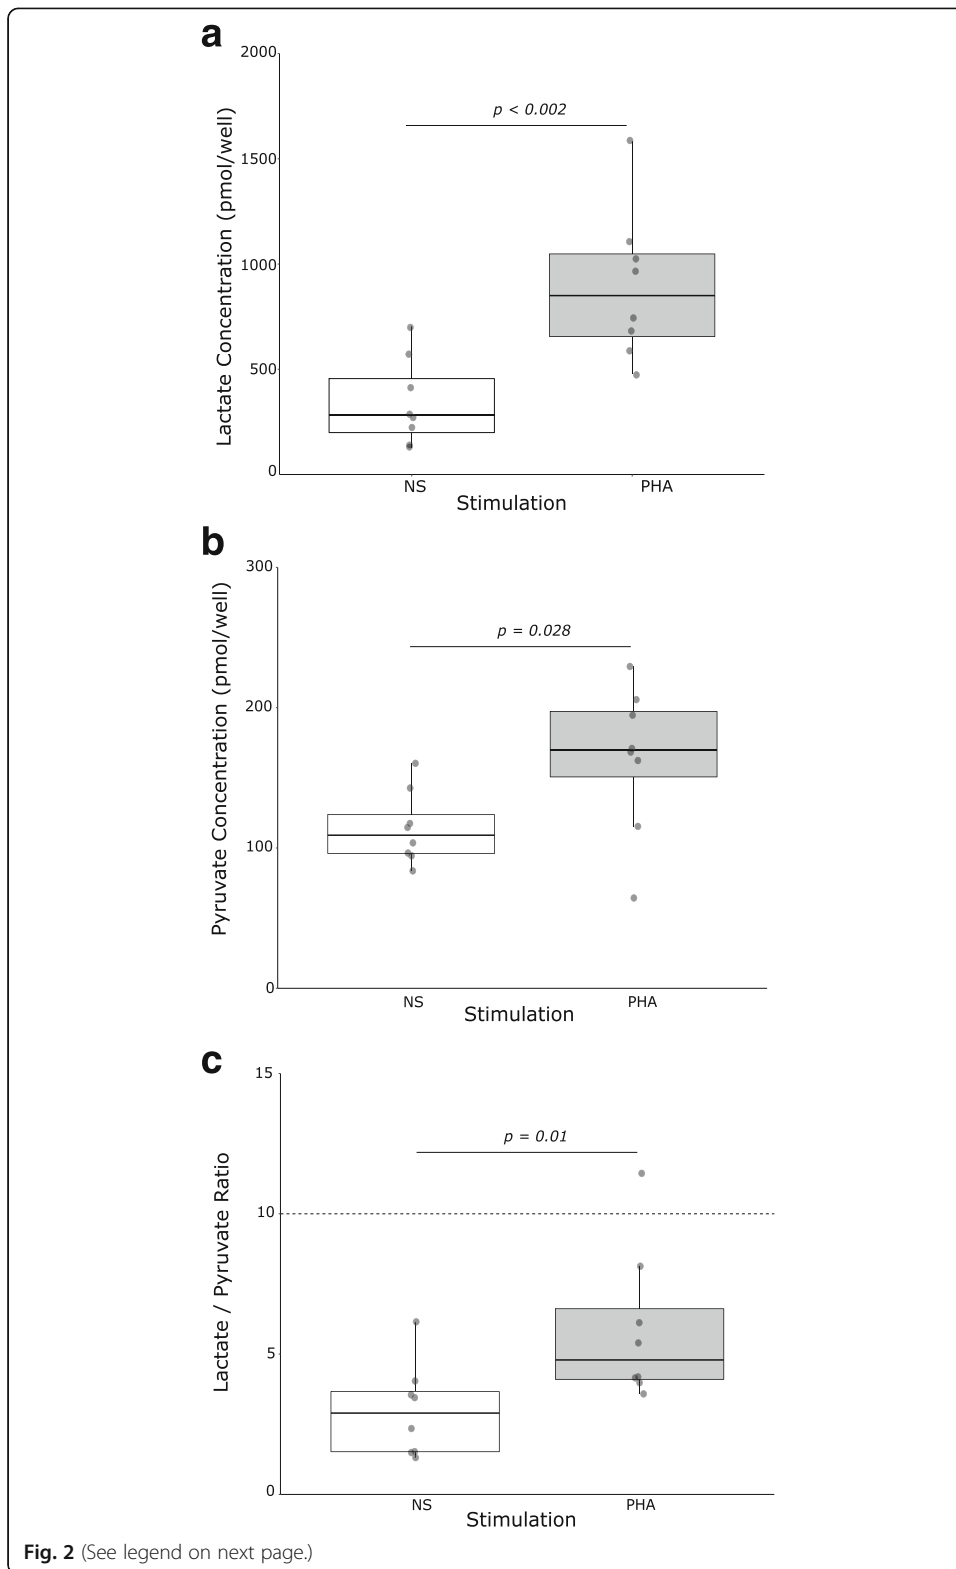 a
2000
p < 0.002
1500
1000
500
0
Lactate Concentration (pmol/well)
NS PHA
Stimulation
b
300
p = 0.028
200
100
0
Pyruvate Concentration (pmol/well)
NS PHA
Stimulation
c
15
p = 0.01
10
5
0
Lactate / Pyruvate Ratio
NS PHA
Stimulation
Fig. 2 (See legend on next page.)